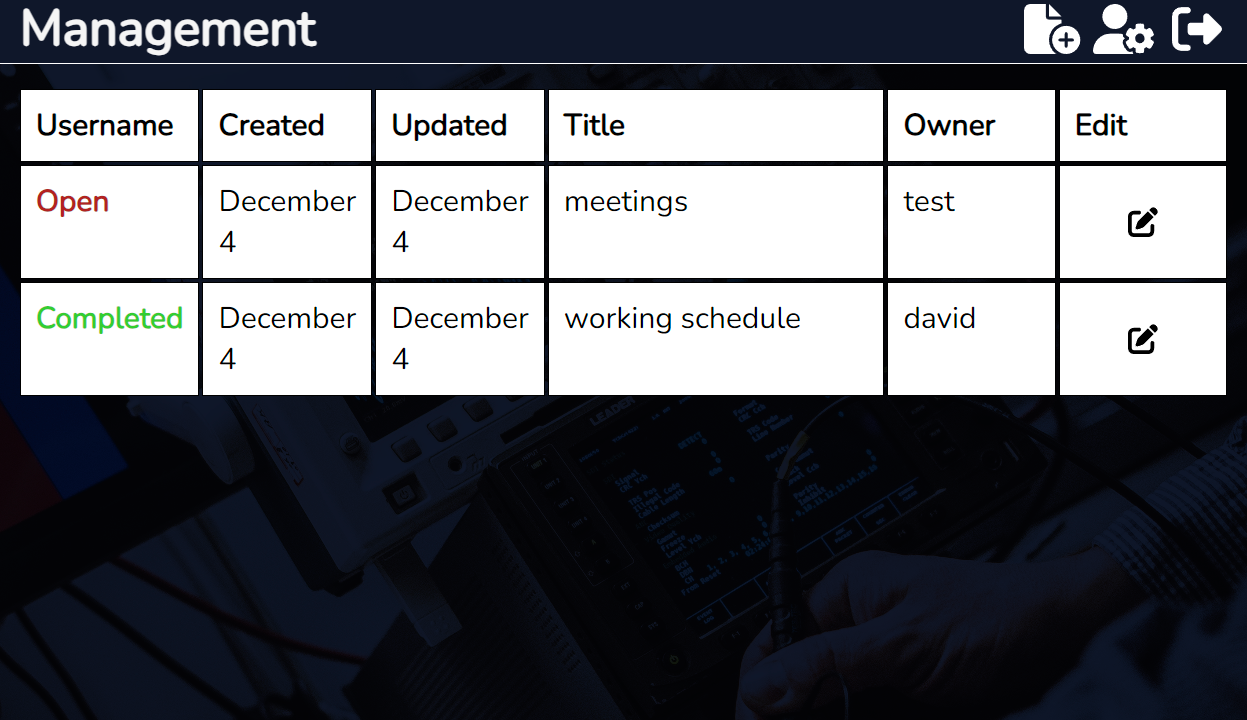 Management
Username Created Updated Title Owner Edit
Open December 4 December 4 meetings test
Completed December 4 December 4 working schedule david
LEADER